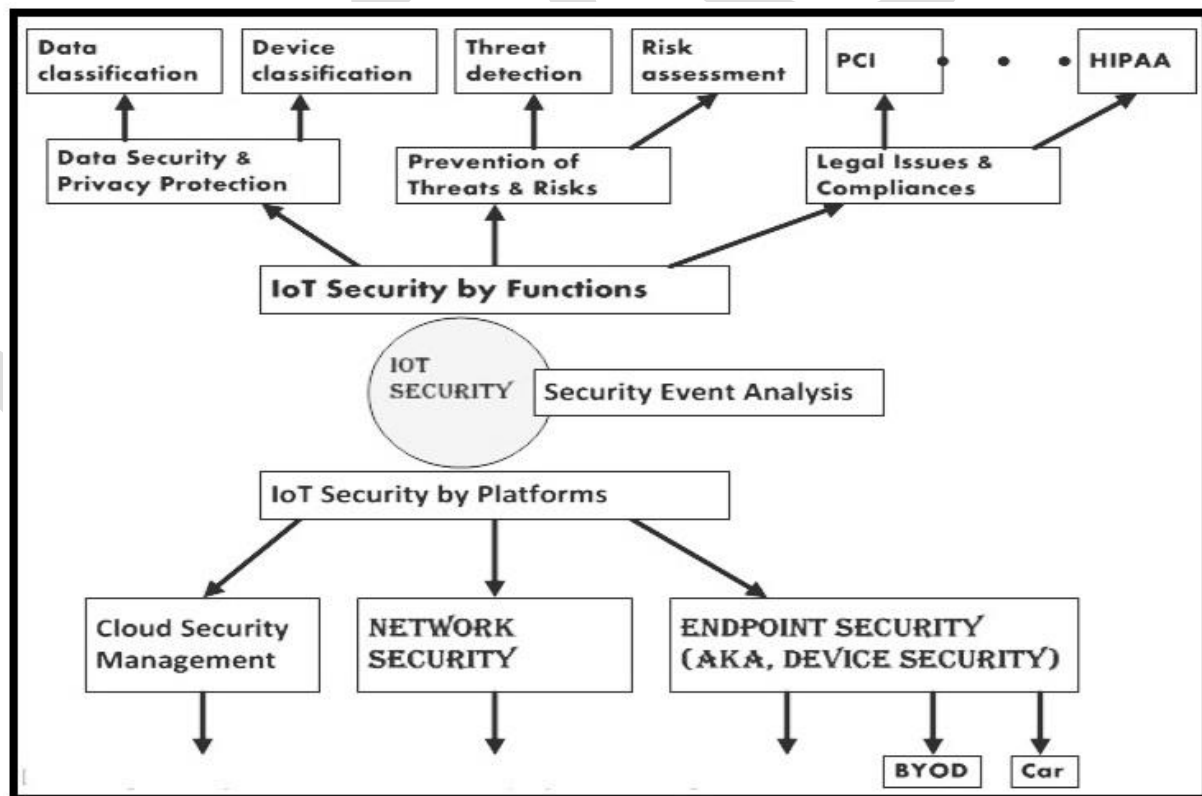 Data
classification
Device
classification
Threat
detection
Risk
assessment
PCI • • • HIPAA
Data Security &
Privacy Protection
Prevention of
Threats & Risks
Legal Issues &
Compliances
IoT Security by Functions
IOT
SECURITY
Security Event Analysis
IoT Security by Platforms
Cloud Security
Management
NETWORK
SECURITY
ENDPOINT SECURITY
(AKA, DEVICE SECURITY)
BYOD
Car